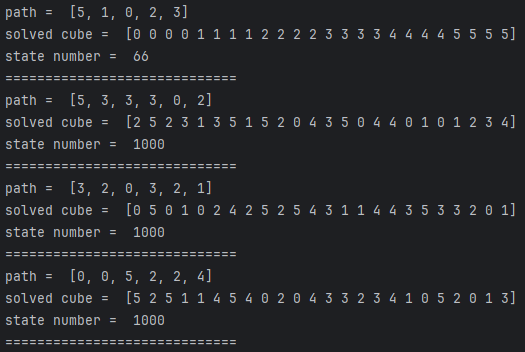 path =  [5, 1, 0, 2, 3]
solved cube =  [0 0 0 0 1 1 1 1 2 2 2 2 3 3 3 3 4 4 4 4 5 5 5 5]
state number =  66
=============================
path =  [5, 3, 3, 3, 0, 2]
solved cube =  [2 5 2 3 1 3 5 1 5 2 0 4 3 5 0 4 4 0 1 0 1 2 3 4]
state number =  1000
=============================
path =  [3, 2, 0, 3, 2, 1]
solved cube =  [0 5 0 1 0 2 4 2 5 2 5 4 3 1 1 4 4 3 5 3 3 2 0 1]
state number =  1000
=============================
path =  [0, 0, 5, 2, 2, 4]
solved cube =  [5 2 5 1 1 4 5 4 0 2 0 4 3 3 2 3 4 1 0 5 2 0 1 3]
state number =  1000
=============================